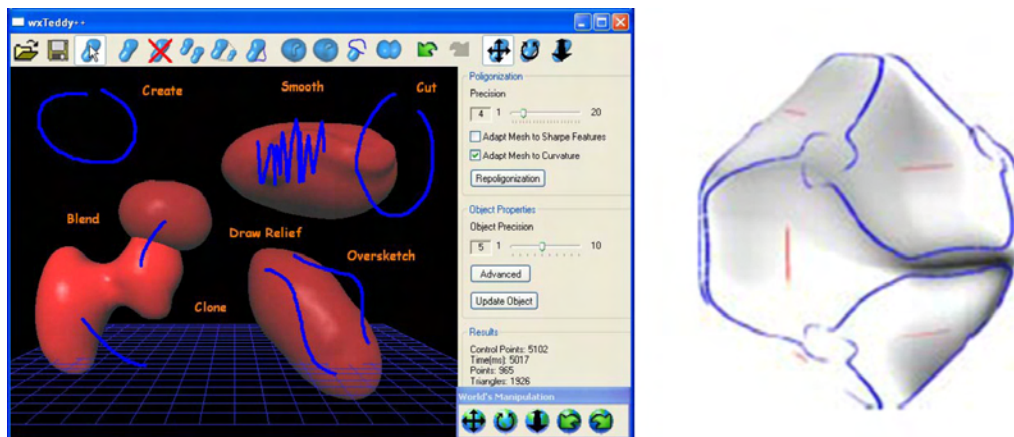 wxTeddy++
Create
Smooth
Cut
Blend
Draw Relief
Oversketch
Clone
Poligonization
Precision
4 1 20
Adapt Mesh to Sharpe Features
Adapt Mesh to Curvature
Repoligonization
Object Properties
Object Precision
5 1 10
Advanced
Update Object
Results
Control Points: 5102
Time(ms): 5017
Points: 965
Triangles: 1926
World's Manipulation